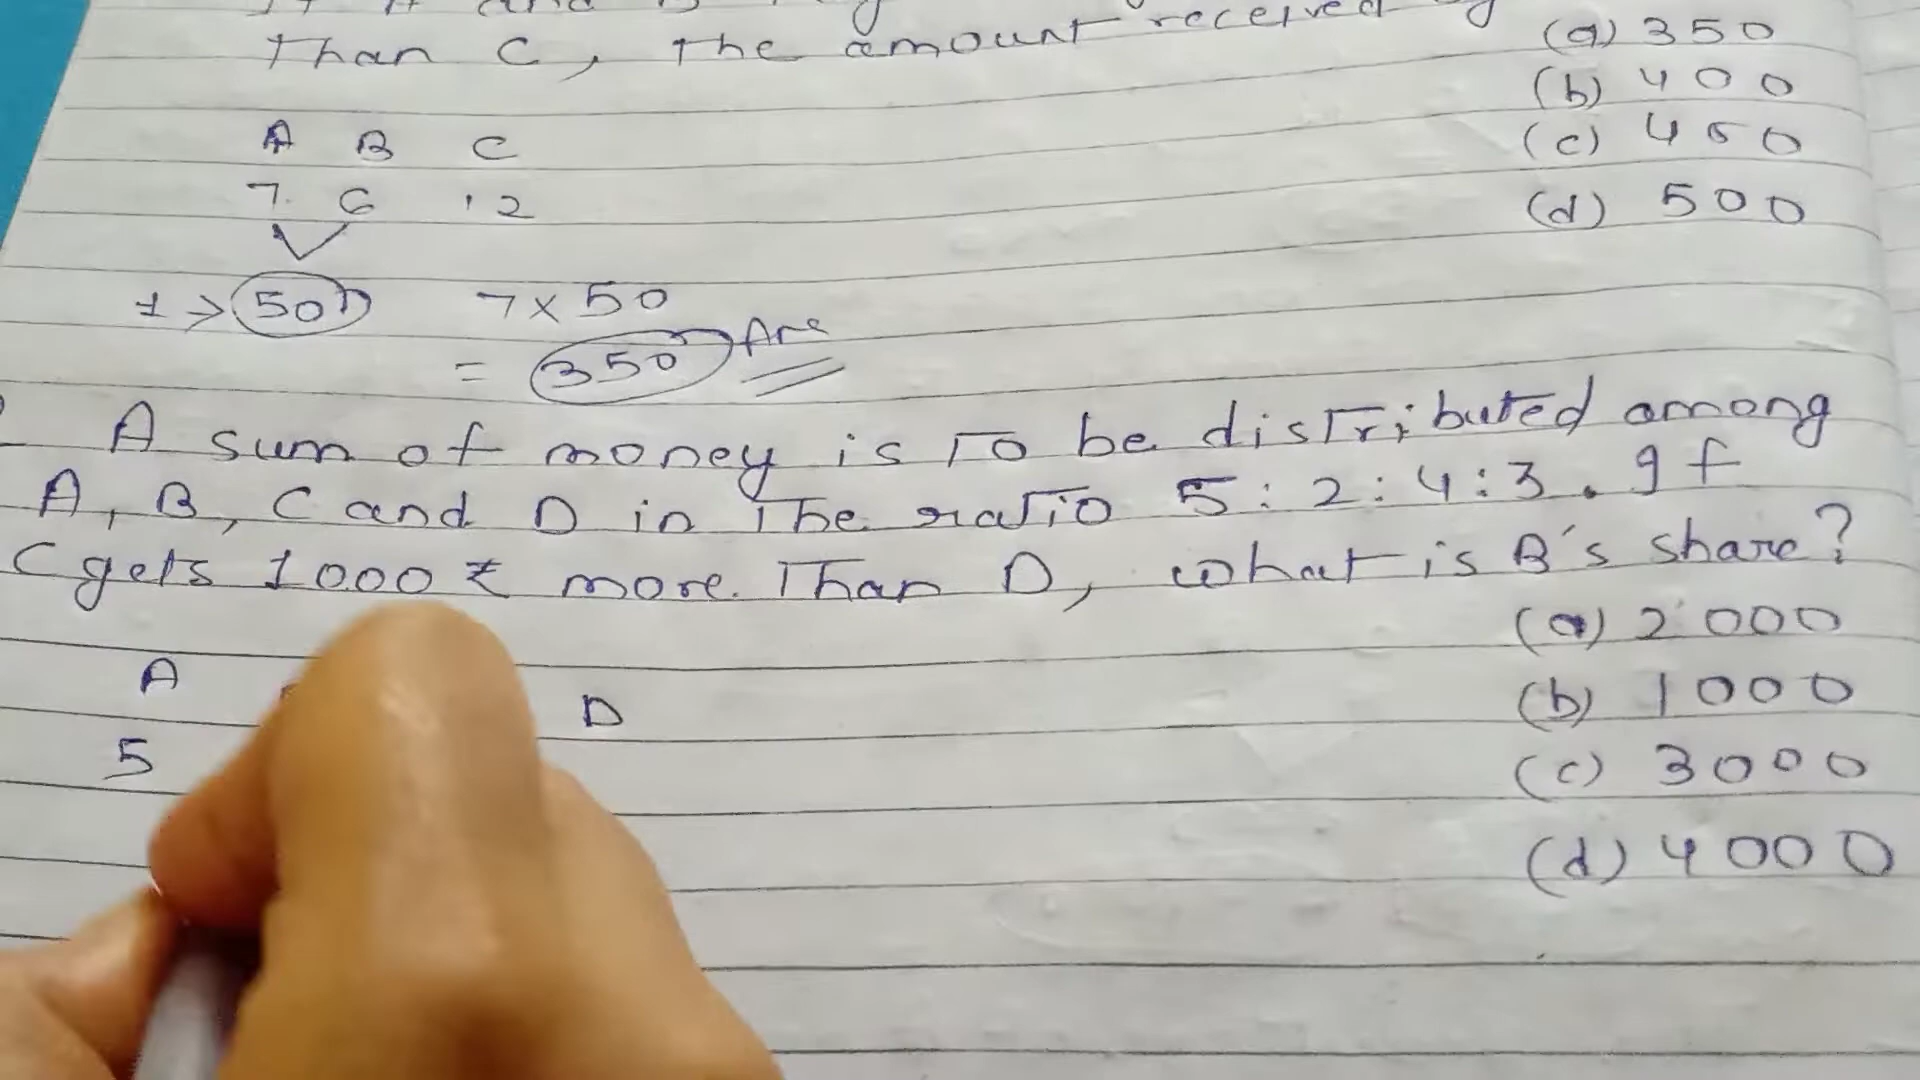 Than C, The amount received
(a) 350
(b) 400
(c) 450
(d) 500
A B C
7 6 12
1 → 50 7 x 50
= 350 Ans
A sum of money is To be distributed among
A, B, C and D in The ratio 5 : 2 : 4 : 3 . If
C gets 1000 ₹ more Than D, what is B's share?
(a) 2000
(b) 1000
(c) 3000
(d) 4000
A D
5